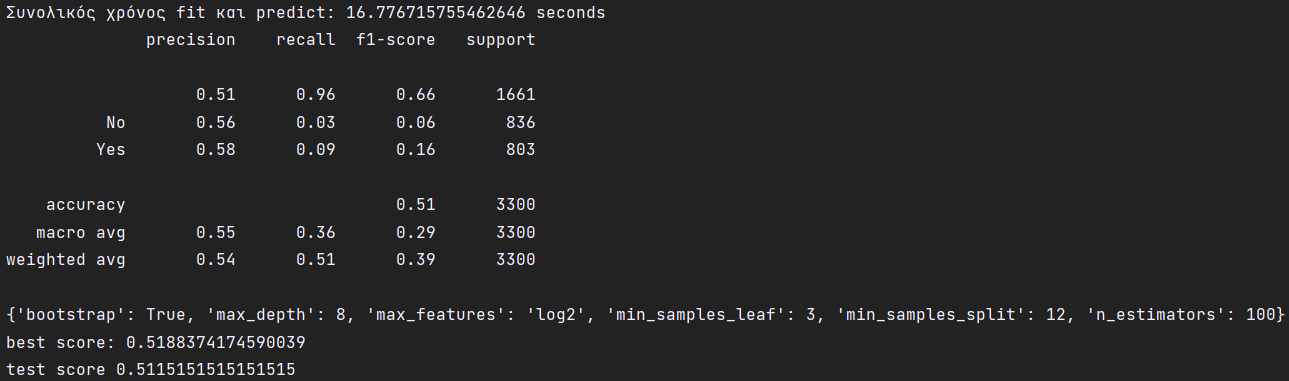 Συνολικός χρόνος fit και predict: 16.776715755462646 seconds
precision recall f1-score support
0.51 0.96 0.66 1661
No 0.56 0.03 0.06 836
Yes 0.58 0.09 0.16 803
accuracy 0.51 3300
macro avg 0.55 0.36 0.29 3300
weighted avg 0.54 0.51 0.39 3300
{'bootstrap': True, 'max_depth': 8, 'max_features': 'log2', 'min_samples_leaf': 3, 'min_samples_split': 12, 'n_estimators': 100}
best score: 0.5188374174590039
test score 0.5115151515151515